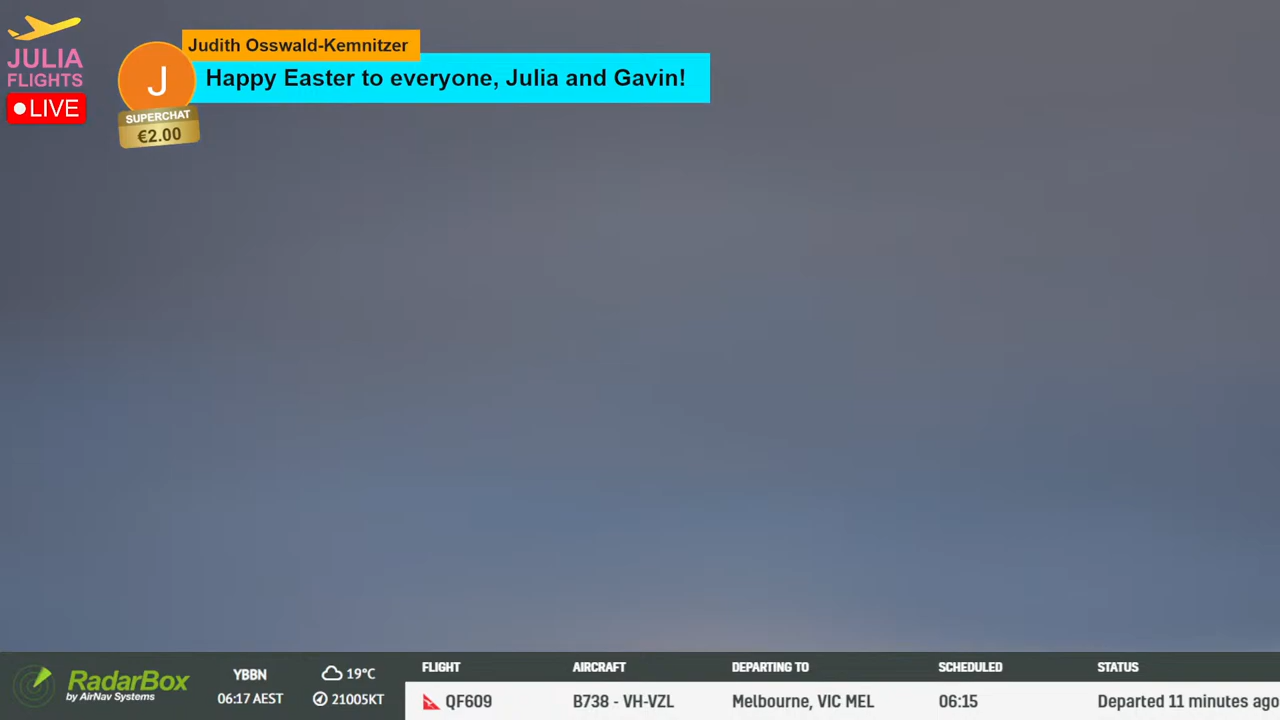 JULIA
FLIGHTS
LIVE
Judith Osswald-Kemnitzer
J
Happy Easter to everyone, Julia and Gavin!
SUPERCHAT
€2.00
RadarBox
by AirNav Systems
YBBN
06:17 AEST
19°C
21005KT
FLIGHT AIRCRAFT DEPARTING TO SCHEDULED STATUS
QF609 B738 - VH-VZL Melbourne, VIC MEL 06:15 Departed 11 minutes ago